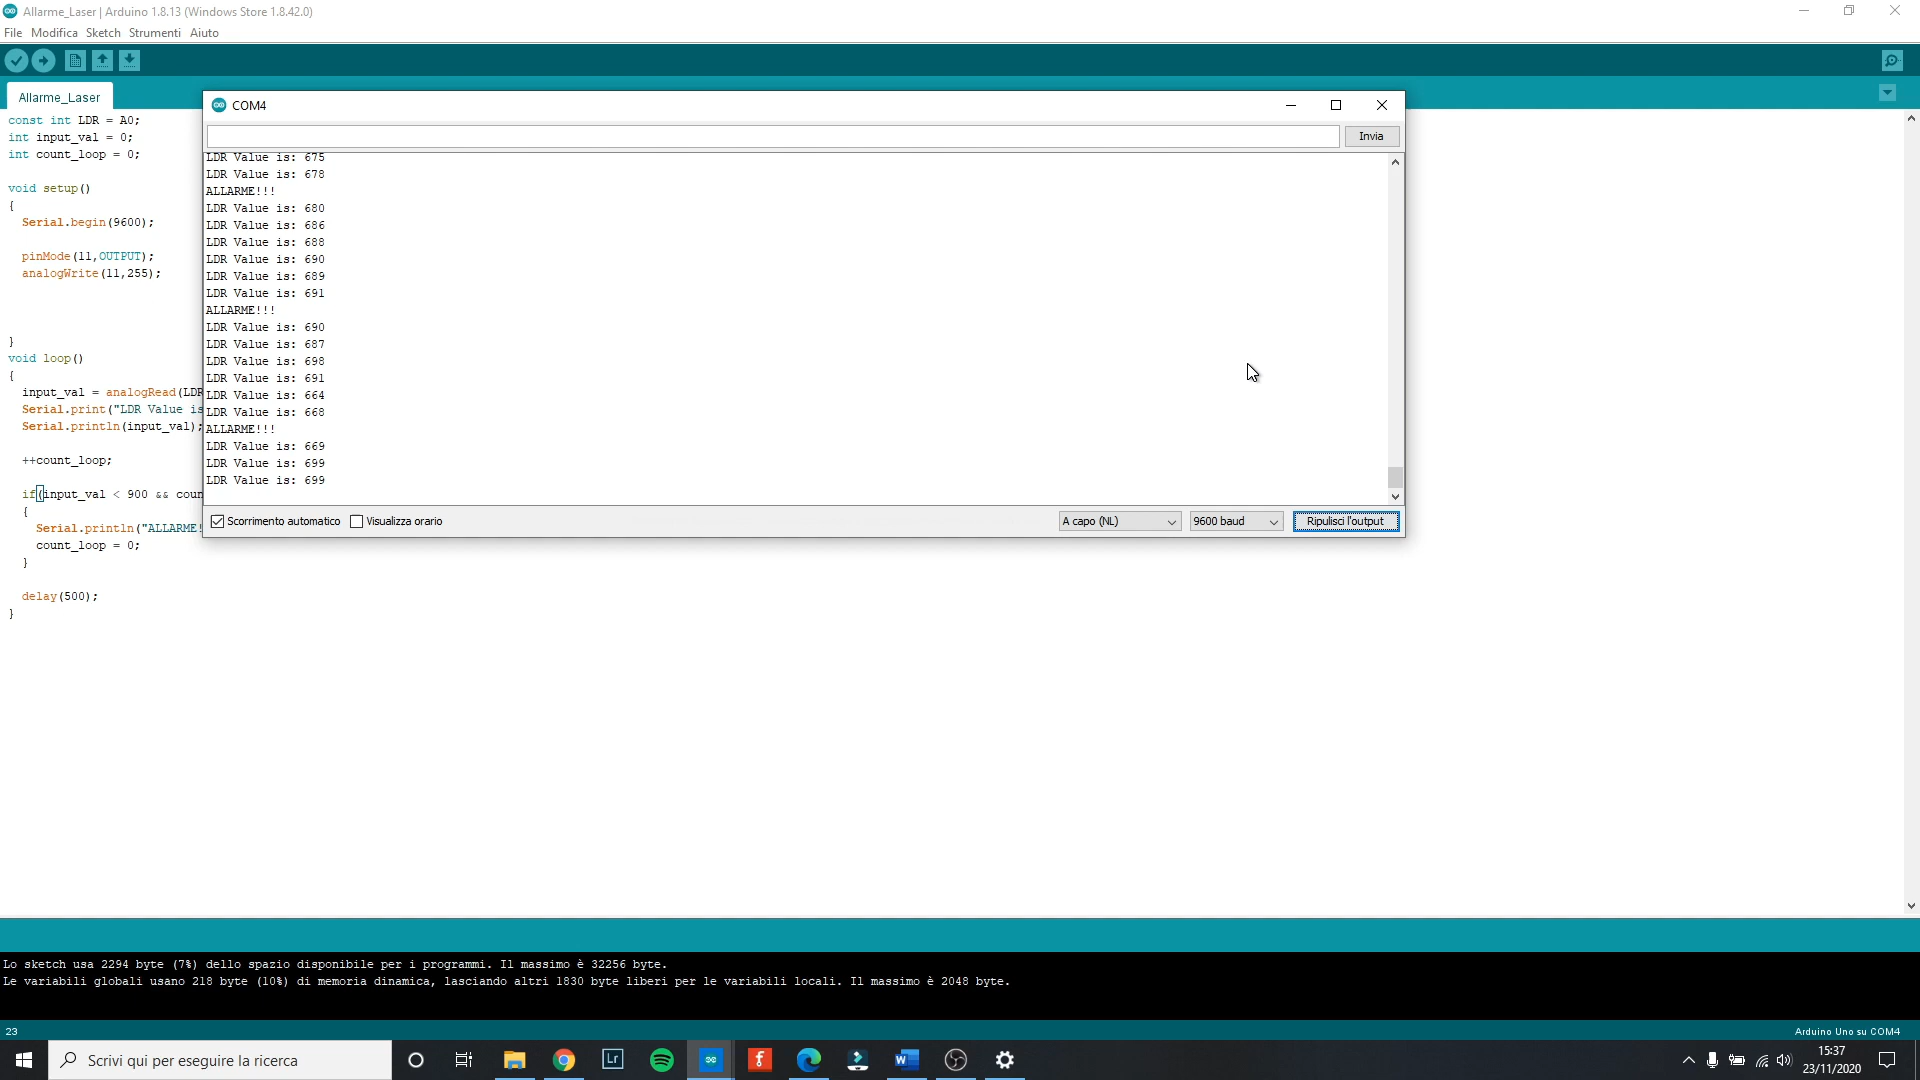 Allarme_Laser | Arduino 1.8.13 (Windows Store 1.8.42.0)
File Modifica Sketch Strumenti Aiuto
Allarme_Laser
const int LDR = A0;
int input_val = 0;
int count_loop = 0;
void setup()
{
Serial.begin(9600);
pinMode(11,OUTPUT);
analogWrite(11,255);
}
void loop()
{
input_val = analogRead(LDR
Serial.print("LDR Value is
Serial.println(input_val);
++count_loop;
if(input_val < 900 && coun
{
Serial.println("ALLARME!
count_loop = 0;
}
delay(500);
}
COM4
Invia
LDR Value is: 675
LDR Value is: 678
ALLARME!!!
LDR Value is: 680
LDR Value is: 686
LDR Value is: 688
LDR Value is: 690
LDR Value is: 689
LDR Value is: 691
ALLARME!!!
LDR Value is: 690
LDR Value is: 687
LDR Value is: 698
LDR Value is: 691
LDR Value is: 664
LDR Value is: 668
ALLARME!!!
LDR Value is: 669
LDR Value is: 699
LDR Value is: 699
Scorrimento automatico Visualizza orario A capo (NL) 9600 baud Ripulisci l'output
Lo sketch usa 2294 byte (7%) dello spazio disponibile per i programmi. Il massimo è 32256 byte.
Le variabili globali usano 218 byte (10%) di memoria dinamica, lasciando altri 1830 byte liberi per le variabili locali. Il massimo è 2048 byte.
23 Arduino Uno su COM4
Scrivi qui per eseguire la ricerca
Lr
15:37
23/11/2020